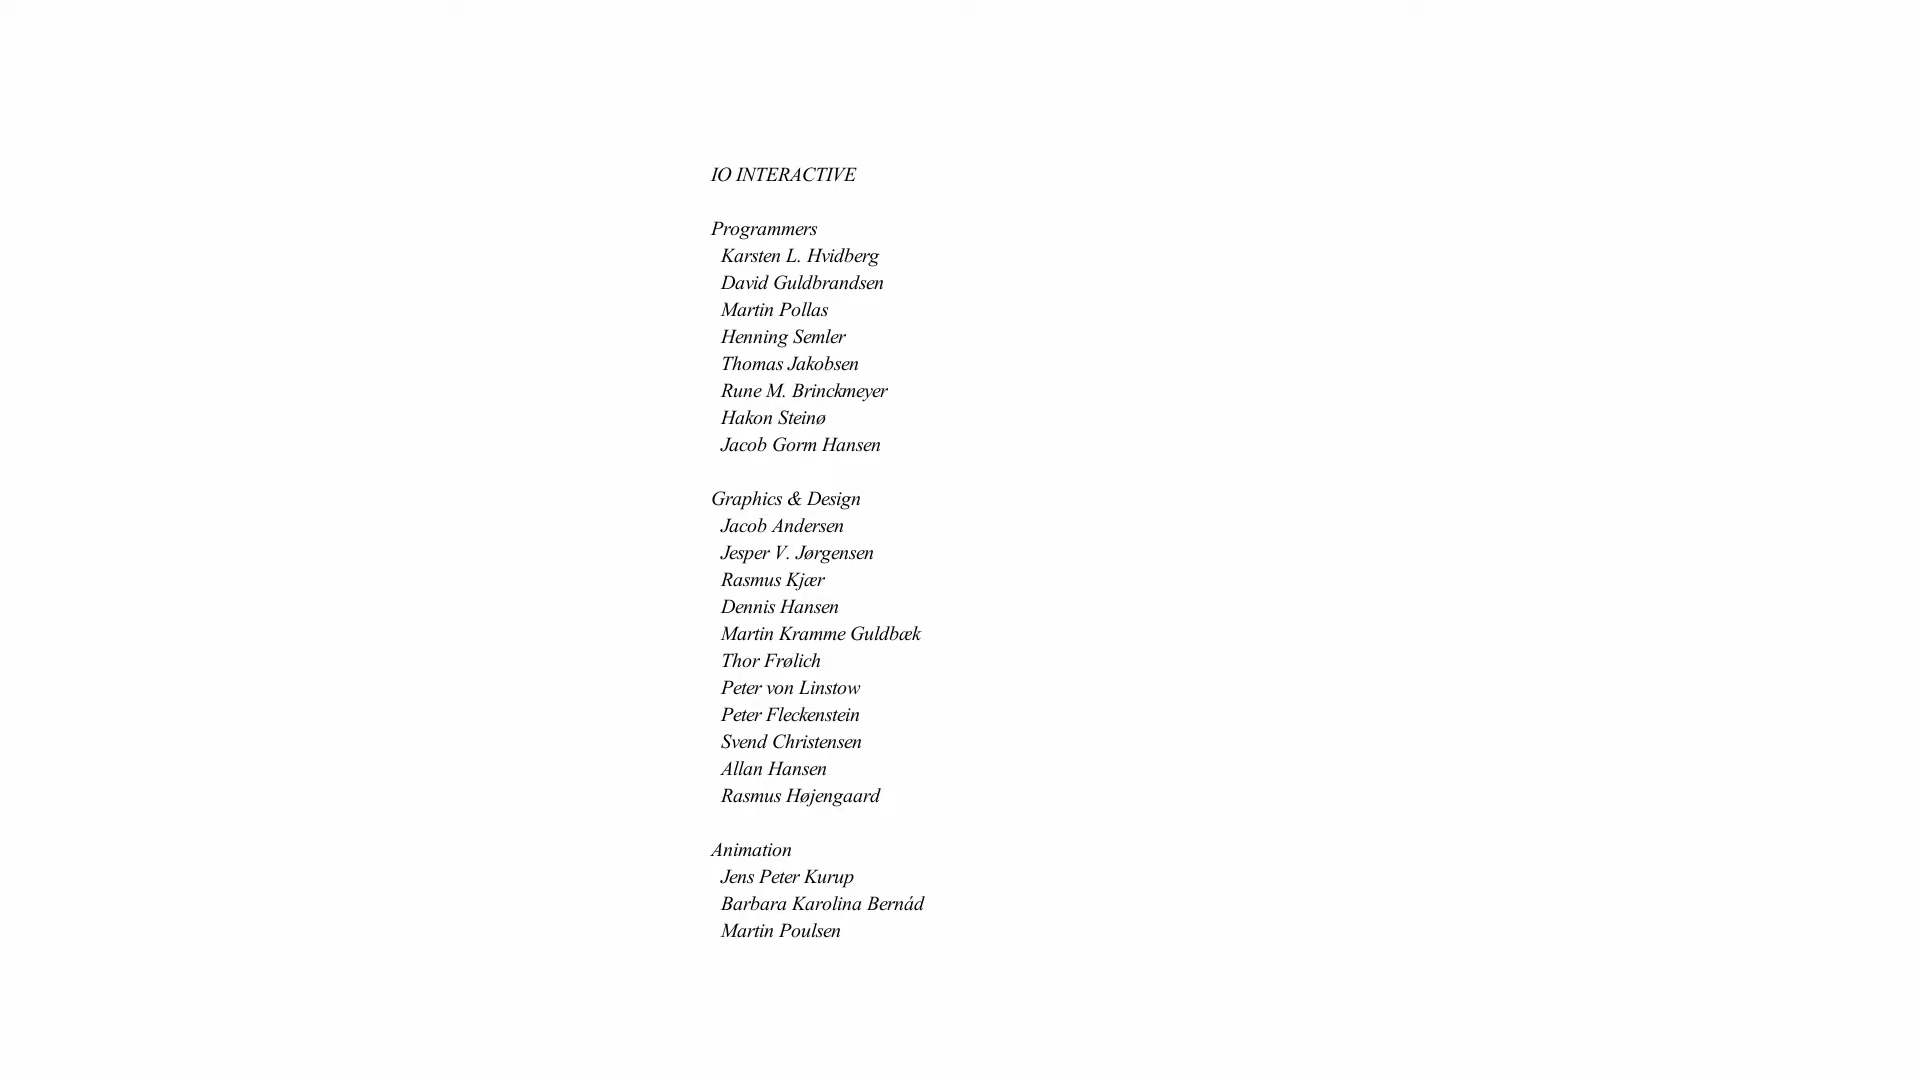 IO INTERACTIVE
Programmers
Karsten L. Hvidberg
David Guldbrandsen
Martin Pollas
Henning Semler
Thomas Jakobsen
Rune M. Brinckmeyer
Hakon Steinø
Jacob Gorm Hansen
Graphics & Design
Jacob Andersen
Jesper V. Jørgensen
Rasmus Kjær
Dennis Hansen
Martin Kramme Guldbæk
Thor Frølich
Peter von Linstow
Peter Fleckenstein
Svend Christensen
Allan Hansen
Rasmus Højengaard
Animation
Jens Peter Kurup
Barbara Karolina Bernád
Martin Poulsen